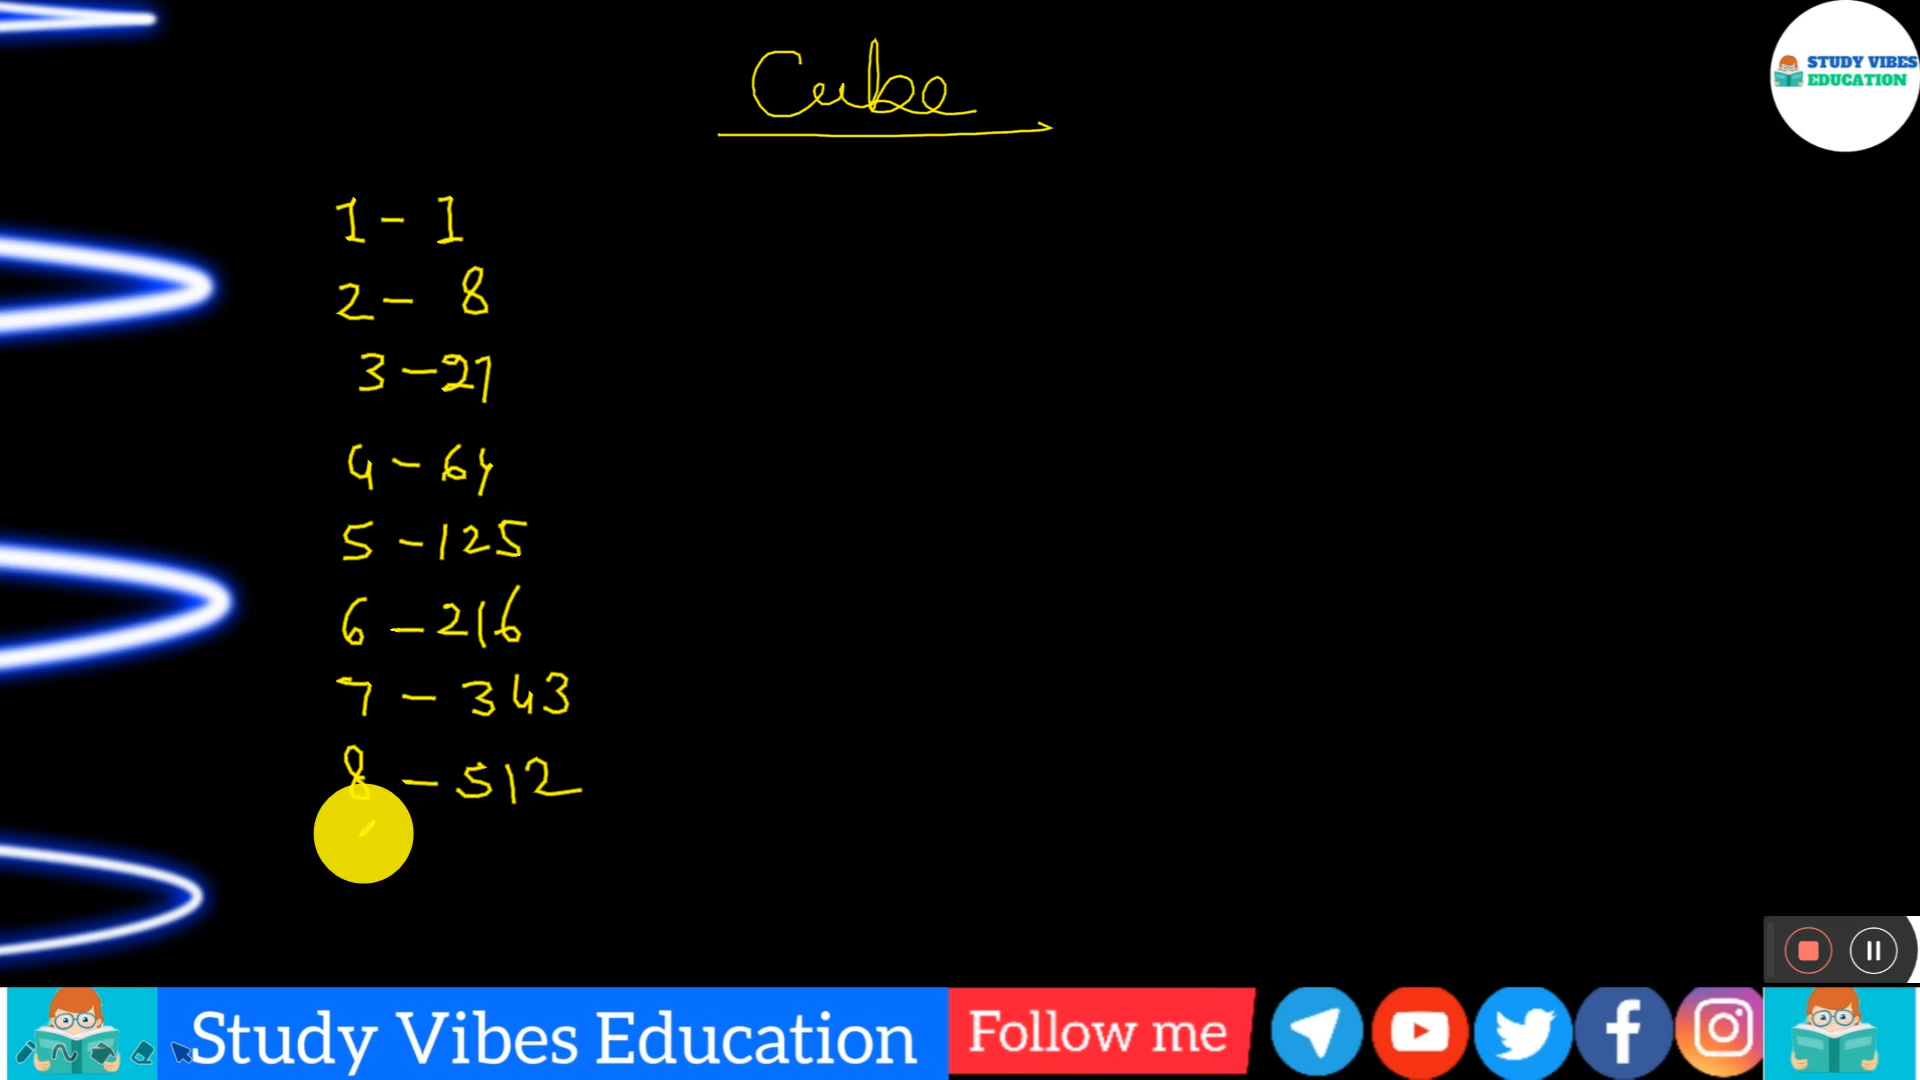 Cube
STUDY VIBES
EDUCATION
1 - 1
2 - 8
3 - 27
4 - 64
5 - 125
6 - 216
7 - 343
8 - 512
Study Vibes Education
Follow me